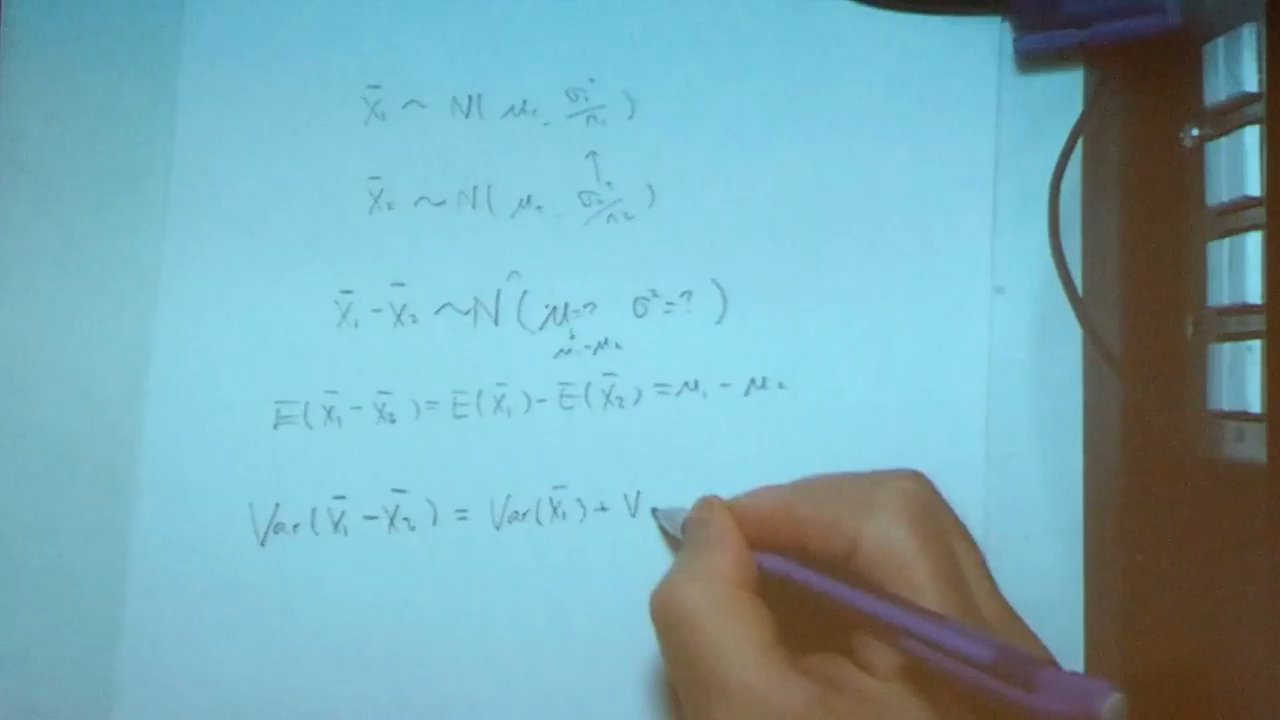 X̄₁ ~ N( μ₁, σ₁²/n₁ )
↑
X̄₂ ~ N( μ₂, σ₂²/n₂ )
X̄₁ - X̄₂ ~ N ( μ=? σ²=? )
μ₁-μ₂
E(X̄₁ - X̄₂) = E(X̄₁) - E(X̄₂) = μ₁ - μ₂
Var(X̄₁ - X̄₂) = Var(X̄₁) + V